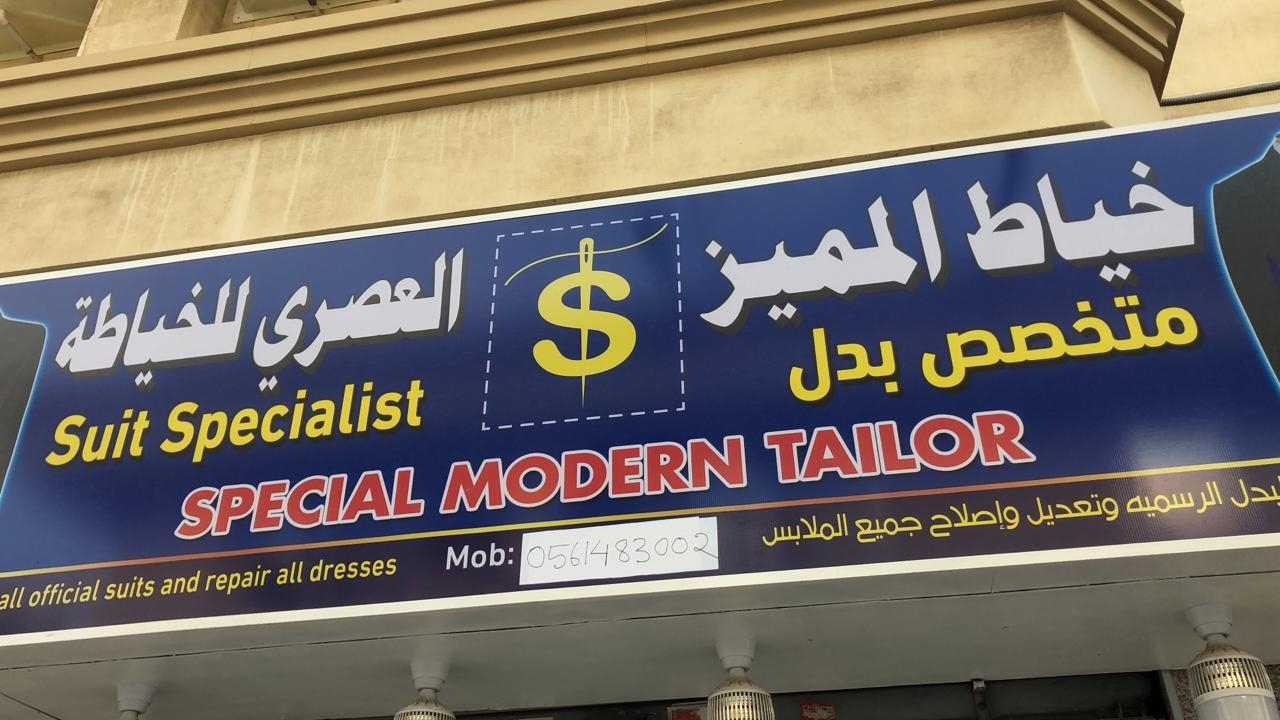 خياط المميز العصري للخياطة
متخصص بدل
Suit Specialist
SPECIAL MODERN TAILOR
all official suits and repair all dresses
Mob: 0561483002
بدل الرسميه وتعديل وإصلاح جميع الملابس